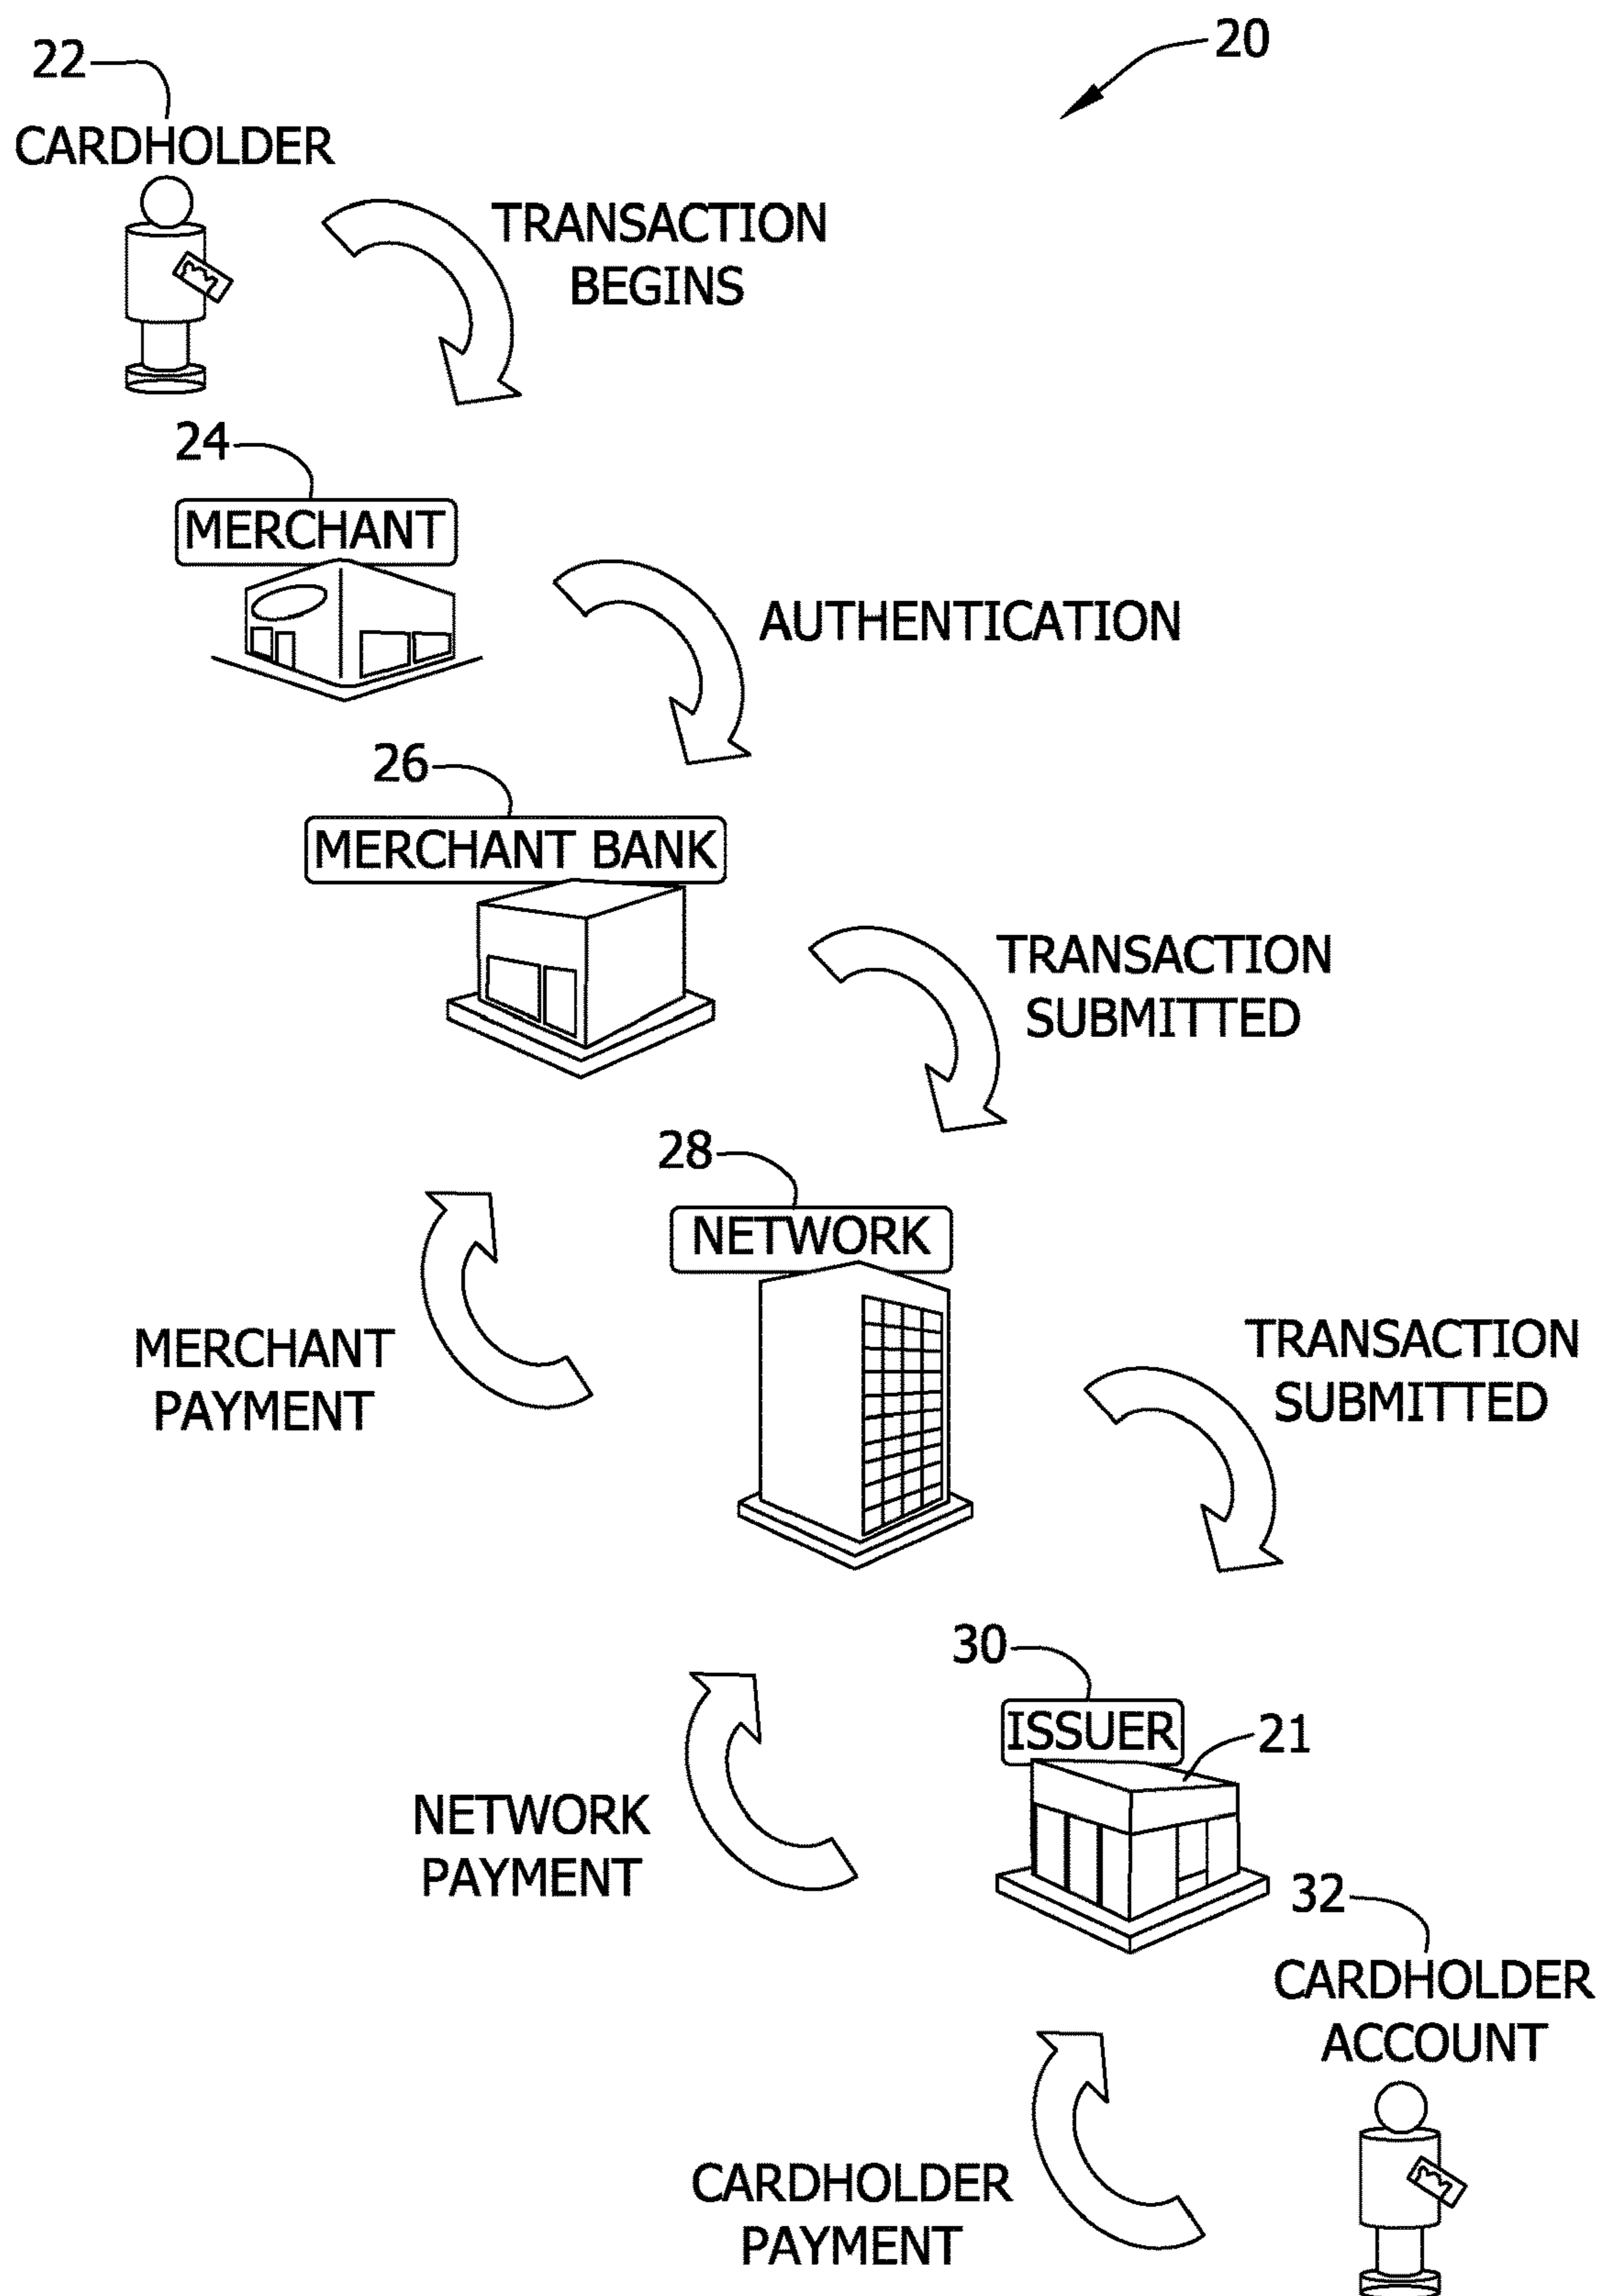 20
22
CARDHOLDER
TRANSACTION
BEGINS
24
MERCHANT
AUTHENTICATION
26
MERCHANT BANK
TRANSACTION
SUBMITTED
28
NETWORK
MERCHANT
PAYMENT
TRANSACTION
SUBMITTED
30
ISSUER
21
NETWORK
PAYMENT
32
CARDHOLDER
ACCOUNT
CARDHOLDER
PAYMENT